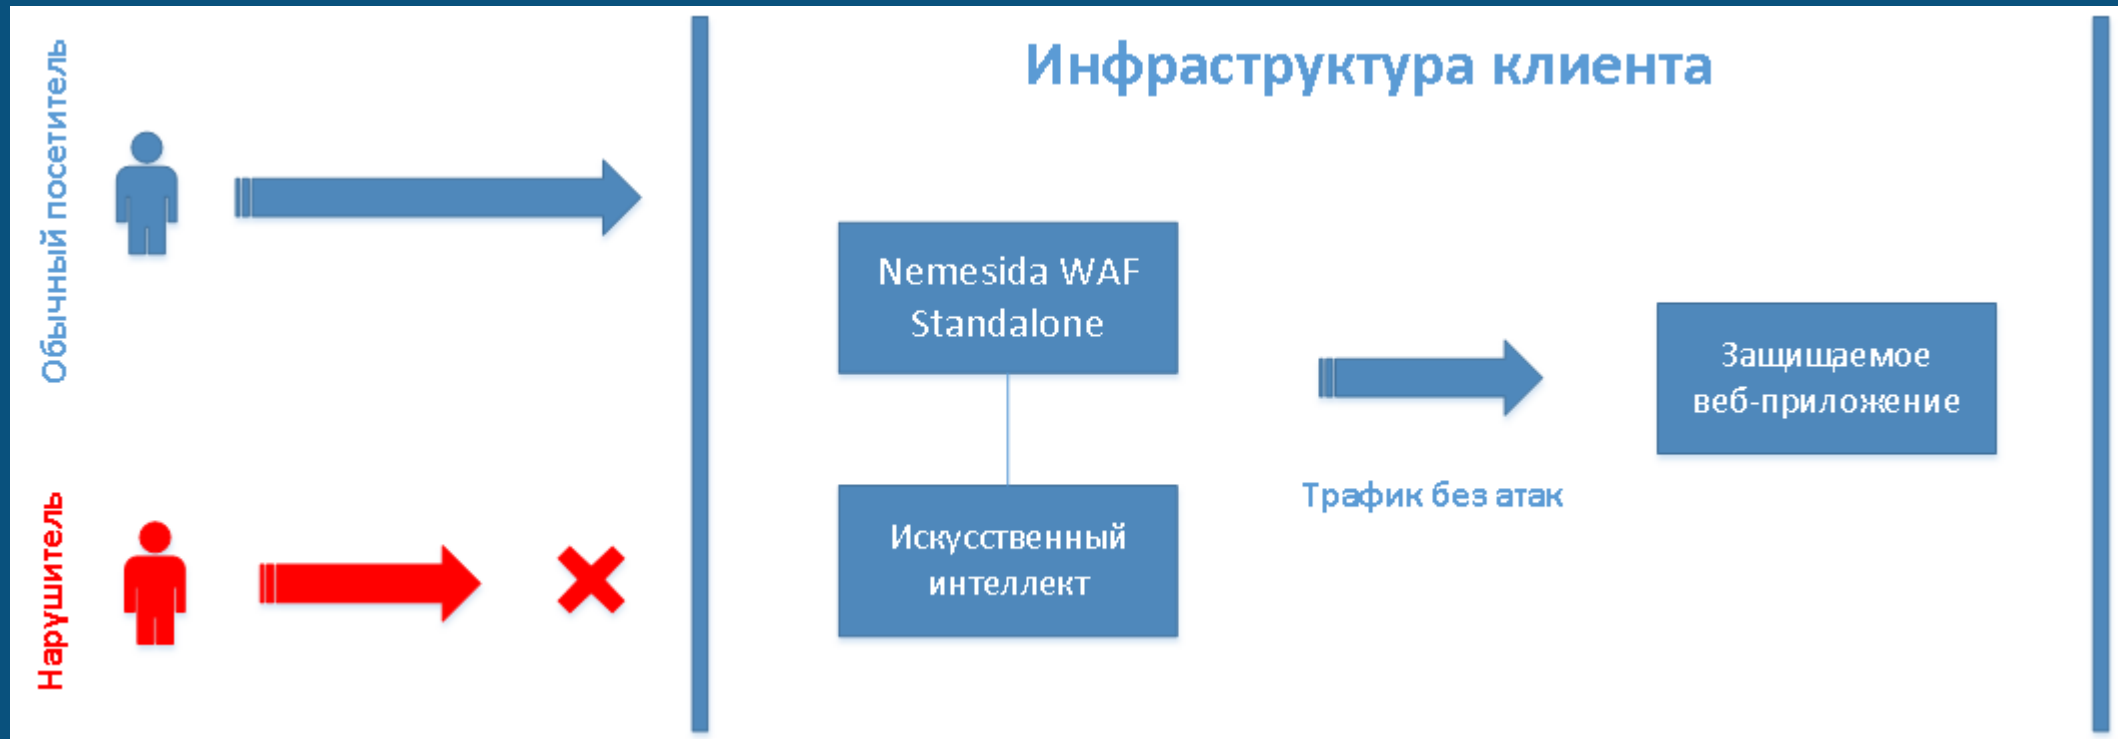 Инфраструктура клиента
Обычный посетитель
Nemesida WAF
Standalone
Защищаемое
веб-приложение
Трафик без атак
Искусственный
интеллект
Нарушитель